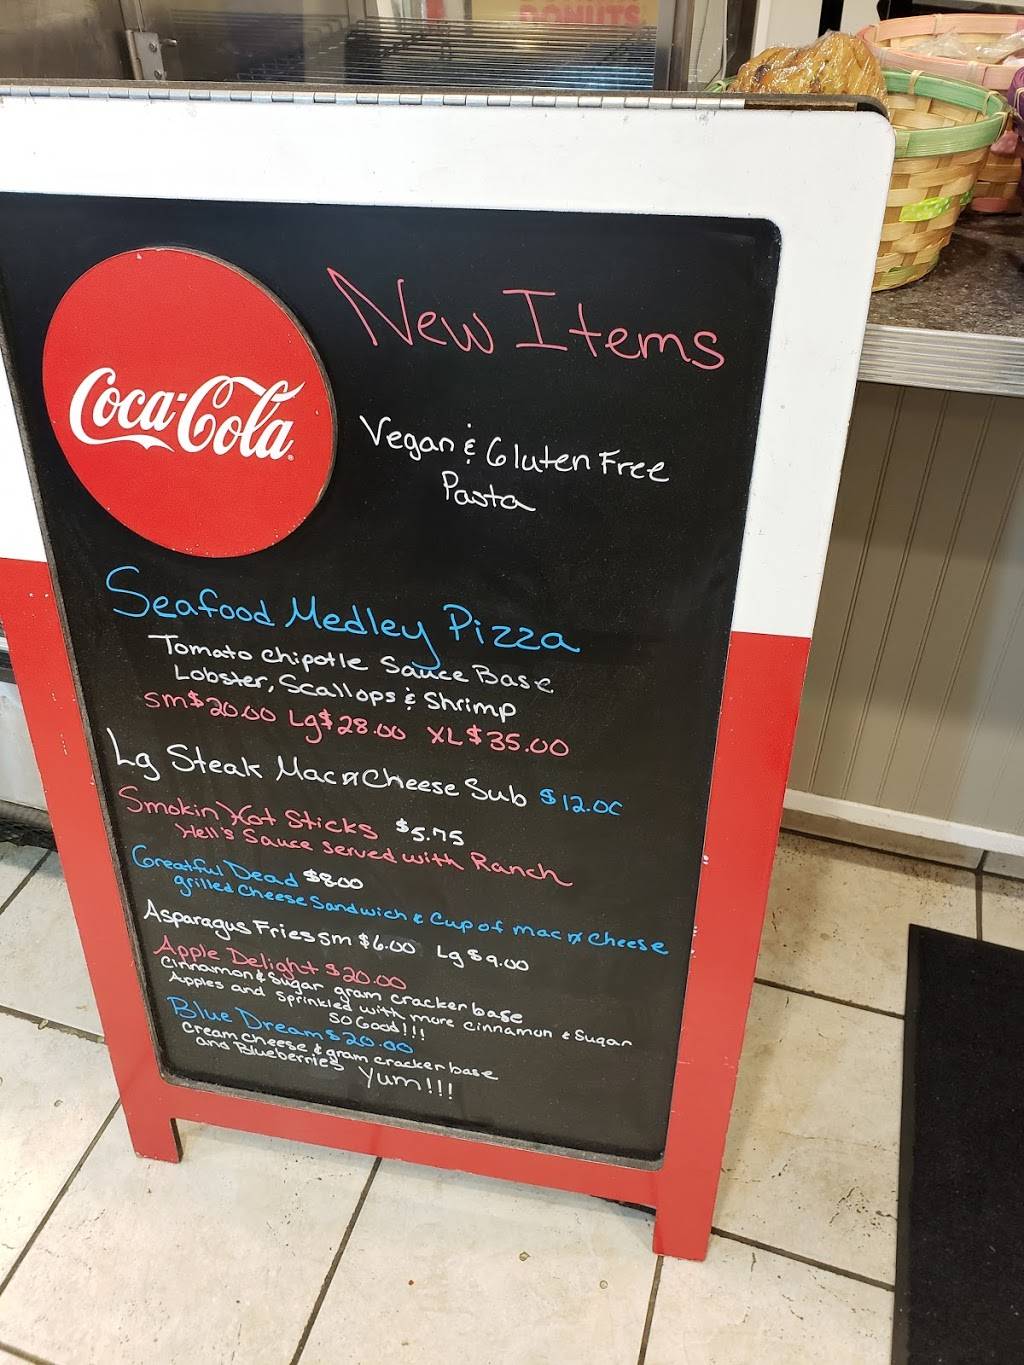 DONUTS
Coca-Cola
New Items
Vegan & Gluten Free
Pasta
Seafood Medley Pizza
Tomato chipotle Sauce Base
Lobster, Scallops & Shrimp
Sm $20.00 Lg $28.00 XL $35.00
Lg Steak Mac N Cheese Sub $12.00
Smokin Hot Sticks $5.75
Hell's Sauce served with Ranch
Greatful Dead $8.00
grilled Cheese Sandwich & Cup of mac N Cheese
Asparagus Fries sm $6.00 Lg $9.00
Apple Delight $20.00
Cinnamon & Sugar gram cracker base
Apples and Sprinkled with more cinnamon & Sugar
SO Good!!!
Blue Dream $20.00
Cream cheese & gram cracker base
and Blueberries Yum!!!